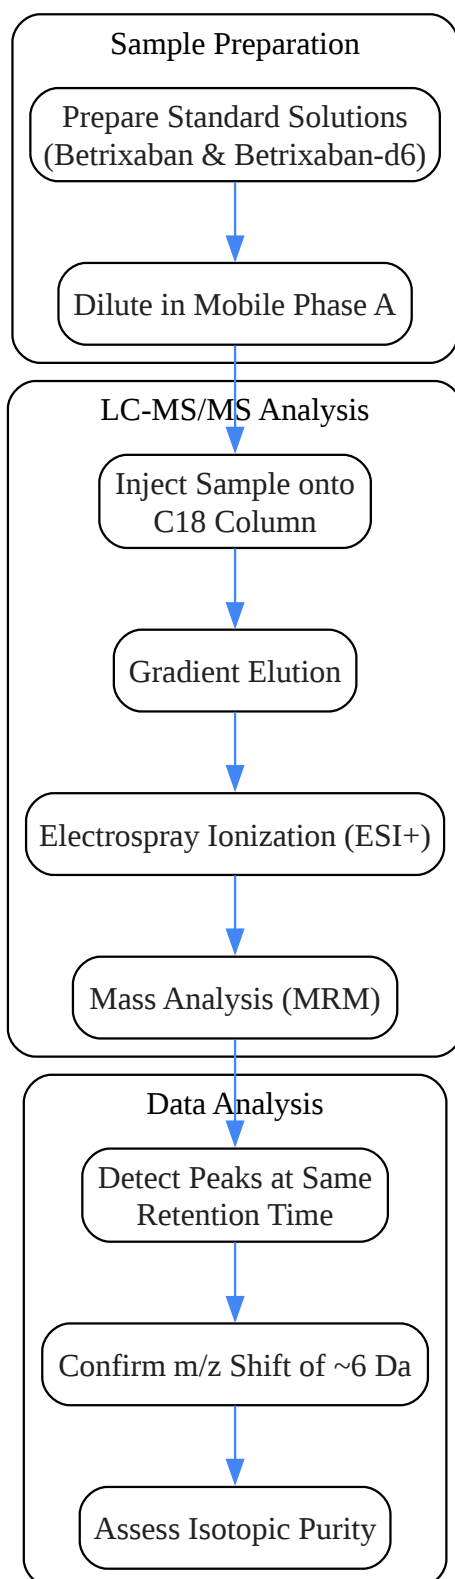 Sample Preparation
Prepare Standard Solutions
(Betrixaban & Betrixaban-d6)
Dilute in Mobile Phase A
LC-MS/MS Analysis
Inject Sample onto
C18 Column
Gradient Elution
Electrospray Ionization (ESI+)
Mass Analysis (MRM)
Data Analysis
Detect Peaks at Same
Retention Time
Confirm m/z Shift of ~6 Da
Assess Isotopic Purity